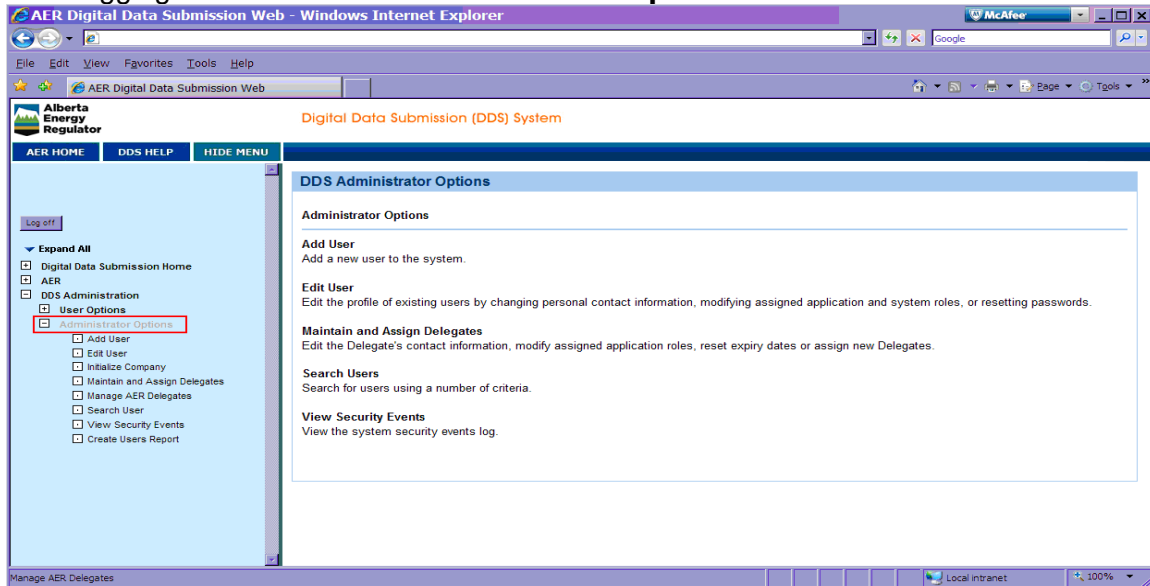 AER Digital Data Submission Web - Windows Internet Explorer
McAfee
Google
File Edit View Favorites Tools Help
AER Digital Data Submission Web
Page Tools
Alberta
Energy
Regulator
Digital Data Submission (DDS) System
AER HOME DDS HELP HIDE MENU
Log off
Expand All
Digital Data Submission Home
AER
DDS Administration
User Options
Administrator Options
Add User
Edit User
Initialize Company
Maintain and Assign Delegates
Manage AER Delegates
Search User
View Security Events
Create Users Report
DDS Administrator Options
Administrator Options
Add User
Add a new user to the system.
Edit User
Edit the profile of existing users by changing personal contact information, modifying assigned application and system roles, or resetting passwords.
Maintain and Assign Delegates
Edit the Delegate's contact information, modify assigned application roles, reset expiry dates or assign new Delegates.
Search Users
Search for users using a number of criteria.
View Security Events
View the system security events log.
Manage AER Delegates
Local intranet
100%